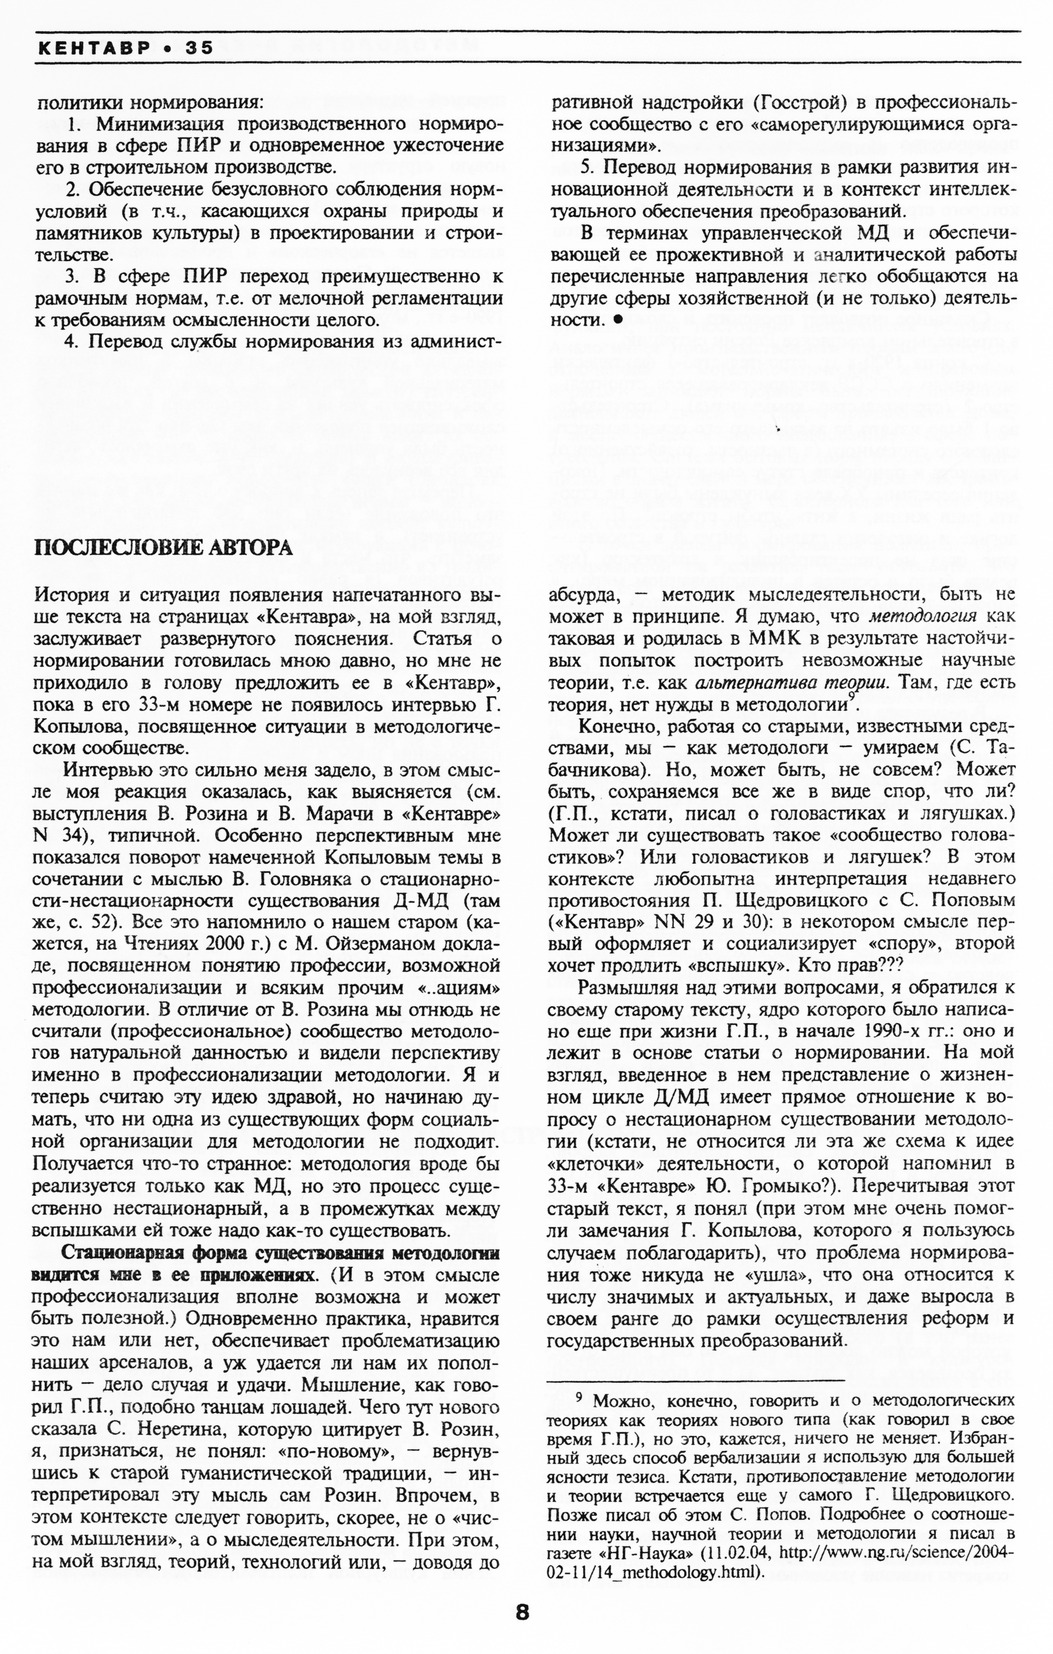 КЕНТАВР • 35
политики нормирования:
1. Минимизация производственного нормиро-
вания в сфере ПИР и одновременное ужесточение
его в строительном производстве.
2. Обеспечение безусловного соблюдения норм-
условий (в т.ч., касающихся охраны природы и
памятников культуры) в проектировании и строи-
тельстве.
3. В сфере ПИР переход преимущественно к
рамочным нормам, т.е. от мелочной регламентации
к требованиям осмысленности целого.
4. Перевод службы нормирования из админист-
ративной надстройки (Госстрой) в профессиональ-
ное сообщество с его «саморегулирующимися орга-
низациями».
5. Перевод нормирования в рамки развития ин-
новационной деятельности и в контекст интеллек-
туального обеспечения преобразований.
В терминах управленческой МД и обеспечи-
вающей ее прожективной и аналитической работы
перечисленные направления легко обобщаются на
другие сферы хозяйственной (и не только) деятель-
ности. •
ПОСЛЕСЛОВИЕ АВТОРА
История и ситуация появления напечатанного вы-
ше текста на страницах «Кентавра», на мой взгляд,
заслуживает развернутого пояснения. Статья о
нормировании готовилась мною давно, но мне не
приходило в голову предложить ее в «Кентавр»,
пока в его 33-м номере не появилось интервью Г.
Копылова, посвященное ситуации в методологиче-
ском сообществе.
Интервью это сильно меня задело, в этом смыс-
ле моя реакция оказалась, как выясняется (см.
выступления В. Розина и В. Марачи в «Кентавре»
N 34), типичной. Особенно перспективным мне
показался поворот намеченной Копыловым темы в
сочетании с мыслью В. Головняка о стационарно-
сти-нестационарности существования Д-МД (там
же, с. 52). Все это напомнило о нашем старом (ка-
жется, на Чтениях 2000 г.) с М. Ойзерманом докла-
де, посвященном понятию профессии, возможной
профессионализации и всяким прочим «..ациям»
методологии. В отличие от В. Розина мы отнюдь не
считали (профессиональное) сообщество методоло-
гов натуральной данностью и видели перспективу
именно в профессионализации методологии. Я и
теперь считаю эту идею здравой, но начинаю ду-
мать, что ни одна из существующих форм социаль-
ной организации для методологии не подходит.
Получается что-то странное: методология вроде бы
реализуется только как МД, но это процесс суще-
ственно нестационарный, а в промежутках между
вспышками ей тоже надо как-то существовать.
Стационарная форма существования методологии
видится мне в ее приложениях. (И в этом смысле
профессионализация вполне возможна и может
быть полезной.) Одновременно практика, нравится
это нам или нет, обеспечивает проблематизацию
наших арсеналов, а уж удается ли нам их попол-
нить — дело случая и удачи. Мышление, как гово-
рил Г.П., подобно танцам лошадей. Чего тут нового
сказала С. Неретина, которую цитирует В. Розин,
я, признаться, не понял: «по-новому», — вернув-
шись к старой гуманистической традиции, — ин-
терпретировал эту мысль сам Розин. Впрочем, в
этом контексте следует говорить, скорее, не о «чис-
том мышлении», а о мыследеятельности. При этом,
на мой взгляд, теорий, технологий или, — доводя до
абсурда, — методик мыследеятельности, быть не
может в принципе. Я думаю, что методология как
таковая и родилась в ММК в результате настойчи-
вых попыток построить невозможные научные
теории, т.е. как альтернатива теории. Там, где есть
теория, нет нужды в методологии⁹.
Конечно, работая со старыми, известными сред-
ствами, мы — как методологи — умираем (С. Та-
бачникова). Но, может быть, не совсем? Может
быть, сохраняемся все же в виде спор, что ли?
(Г.П., кстати, писал о головастиках и лягушках.)
Может ли существовать такое «сообщество голова-
стиков»? Или головастиков и лягушек? В этом
контексте любопытна интерпретация недавнего
противостояния П. Щедровицкого с С. Поповым
(«Кентавр» NN 29 и 30): в некотором смысле пер-
вый оформляет и социализирует «спору», второй
хочет продлить «вспышку». Кто прав???
Размышляя над этими вопросами, я обратился к
своему старому тексту, ядро которого было написа-
но еще при жизни Г.П., в начале 1990-х гг.: оно и
лежит в основе статьи о нормировании. На мой
взгляд, введенное в нем представление о жизнен-
ном цикле Д/МД имеет прямое отношение к во-
просу о нестационарном существовании методоло-
гии (кстати, не относится ли эта же схема к идее
«клеточки» деятельности, о которой напомнил в
33-м «Кентавре» Ю. Громыко?). Перечитывая этот
старый текст, я понял (при этом мне очень помог-
ли замечания Г. Копылова, которого я пользуюсь
случаем поблагодарить), что проблема нормирова-
ния тоже никуда не «ушла», что она относится к
числу значимых и актуальных, и даже выросла в
своем ранге до рамки осуществления реформ и
государственных преобразований.
⁹ Можно, конечно, говорить и о методологических
теориях как теориях нового типа (как говорил в свое
время Г.П.), но это, кажется, ничего не меняет. Избран-
ный здесь способ вербализации я использую для большей
ясности тезиса. Кстати, противопоставление методологии
и теории встречается еще у самого Г. Щедровицкого.
Позже писал об этом С. Попов. Подробнее о соотноше-
нии науки, научной теории и методологии я писал в
газете «НГ-Наука» (11.02.04, http://www.ng.ru/science/2004-
02-11/14_methodology.html).
8